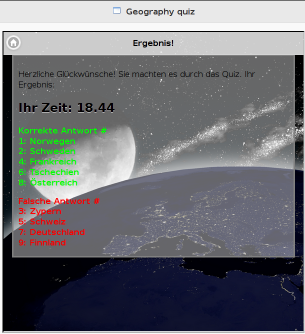 Geography quiz
Ergebnis!
Herzliche Glückwünsche! Sie machten es durch das Quiz. Ihr
Ergebnis:
Ihr Zeit: 18.44
Korrekte Antwort #
1: Norwegen
2: Schweden
4: Frankreich
6: Tschechien
8: Österreich
Falsche Antwort #
3: Zypern
5: Schweiz
7: Deutschland
9: Finnland